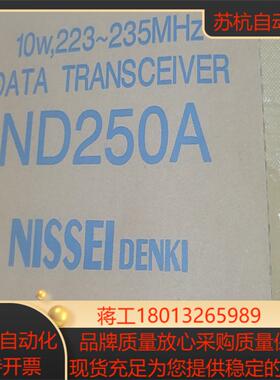 苏杭自动
10w,223~235MHz
DATA TRANSCEIVER
ND250A
NISSEI DENKI
蒋工18013265989
自动化 品牌质量放心采购质量保
开票 现货充足为您提供稳定的